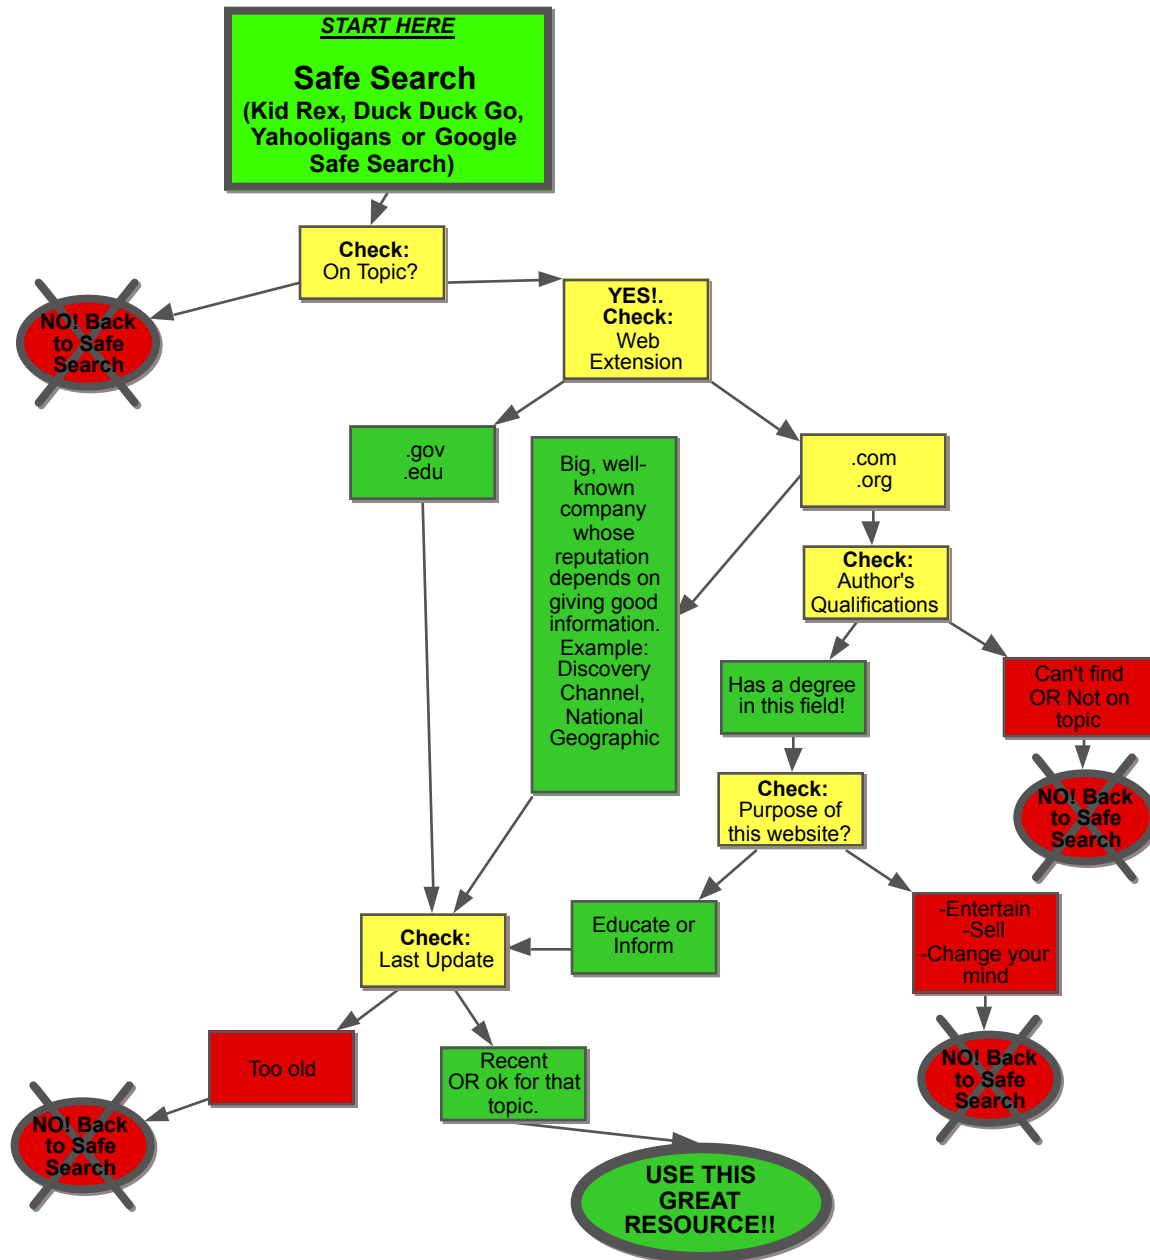 START HERE
Safe Search
(Kid Rex, Duck Duck Go,
Yahooligans or Google
Safe Search)
Check:
On Topic?
NO! Back
to Safe
Search
YES!.
Check:
Web
Extension
.gov
.edu
Big, well-
known
company
whose
reputation
depends on
giving good
information.
Example:
Discovery
Channel,
National
Geographic
.com
.org
Check:
Author's
Qualifications
Has a degree
in this field!
Can't find
OR Not on
topic
NO! Back
to Safe
Search
Check:
Purpose of
this website?
Educate or
Inform
-Entertain
-Sell
-Change your
mind
NO! Back
to Safe
Search
Check:
Last Update
Too old
NO! Back
to Safe
Search
Recent
OR ok for that
topic.
USE THIS
GREAT
RESOURCE!!